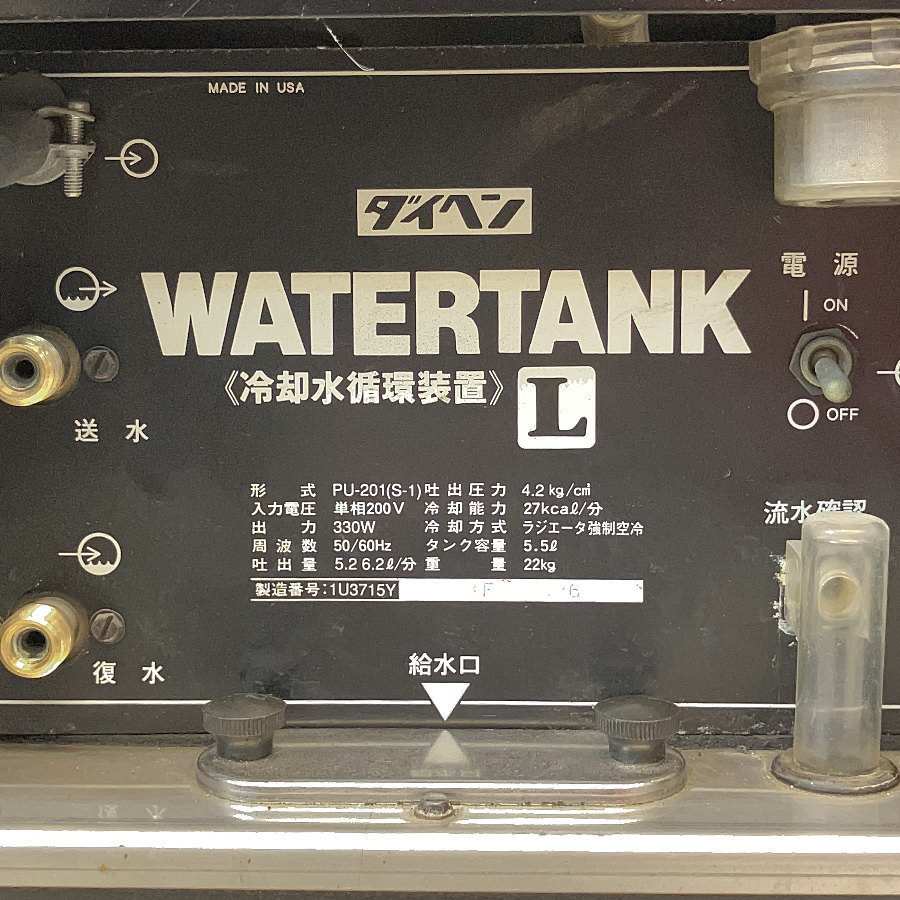 MADE IN USA
ダイヘン
WATERTANK
《冷却水循環装置》 L
電源
ON
OFF
送水
流水確認
形式 PU-201(S-1) 吐出圧力 4.2kg/c㎡
入力電圧 単相200V 冷却能力 27kcalℓ/分
出力 330W 冷却方式 ラジエータ強制空冷
周波数 50/60Hz タンク容量 5.5ℓ
吐出量 5.2 6.2ℓ/分 重量 22kg
製造番号:1U3715Y
復水
給水口